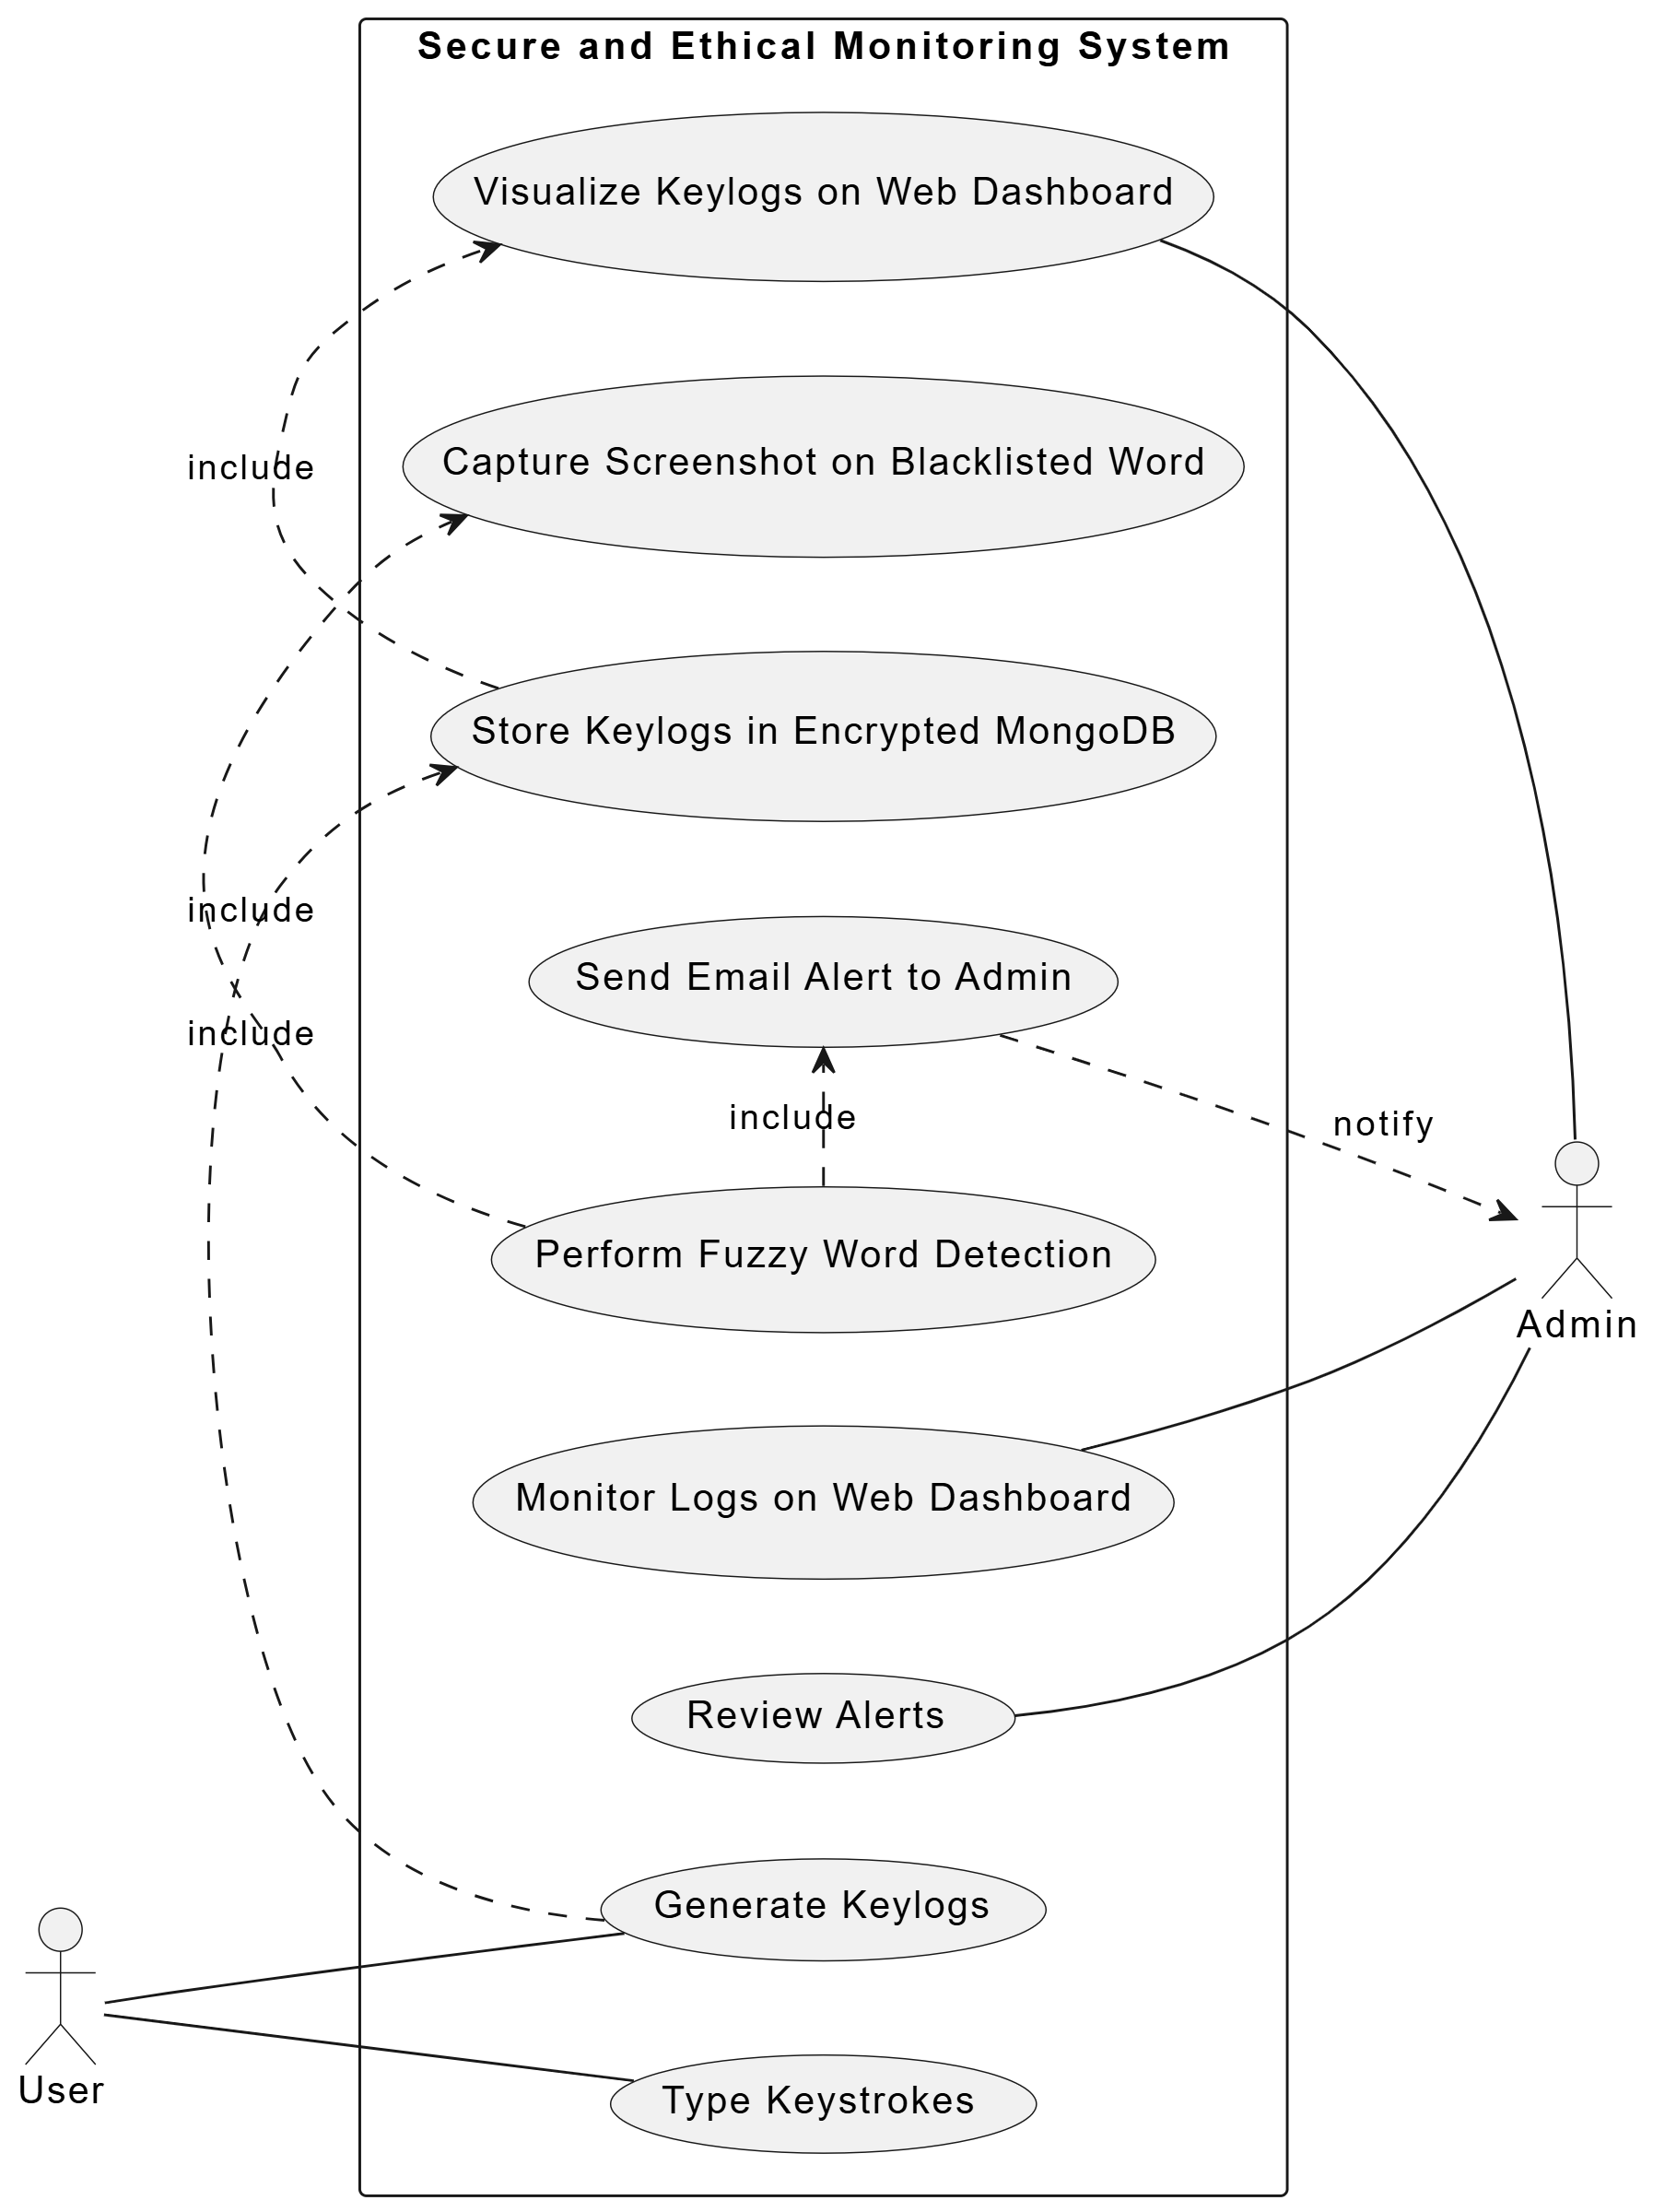 Secure and Ethical Monitoring System
Visualize Keylogs on Web Dashboard
Capture Screenshot on Blacklisted Word
include
Store Keylogs in Encrypted MongoDB
include
Send Email Alert to Admin
include
include
notify
Perform Fuzzy Word Detection
Admin
Monitor Logs on Web Dashboard
Review Alerts
Generate Keylogs
User
Type Keystrokes